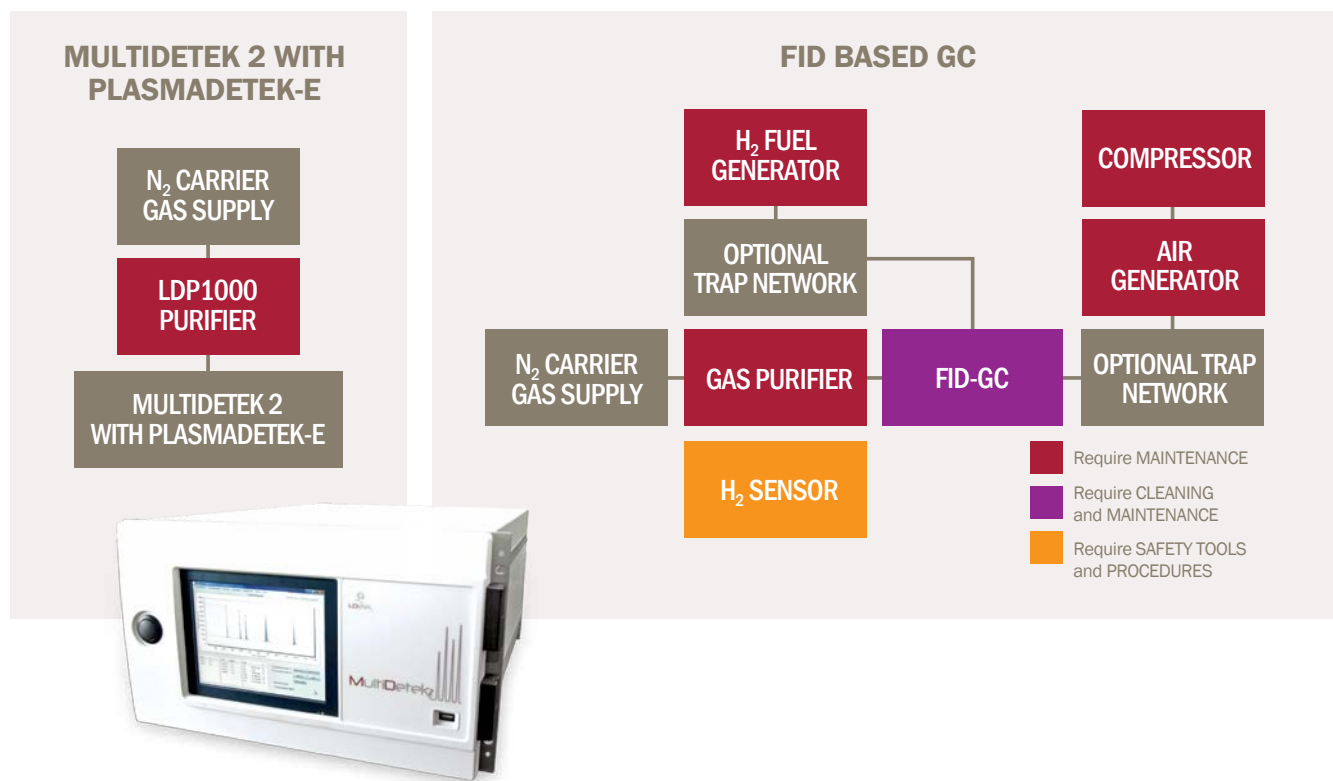 MULTIDETEK 2 WITH
PLASMADETEK-E
N₂ CARRIER
GAS SUPPLY
LDP1000
PURIFIER
MULTIDETEK 2
WITH PLASMADETEK-E
FID BASED GC
H₂ FUEL
GENERATOR
COMPRESSOR
OPTIONAL
TRAP NETWORK
AIR
GENERATOR
N₂ CARRIER
GAS SUPPLY
GAS PURIFIER
FID-GC
OPTIONAL TRAP
NETWORK
H₂ SENSOR
Require MAINTENANCE
Require CLEANING
and MAINTENANCE
Require SAFETY TOOLS
and PROCEDURES
MultiDetek2